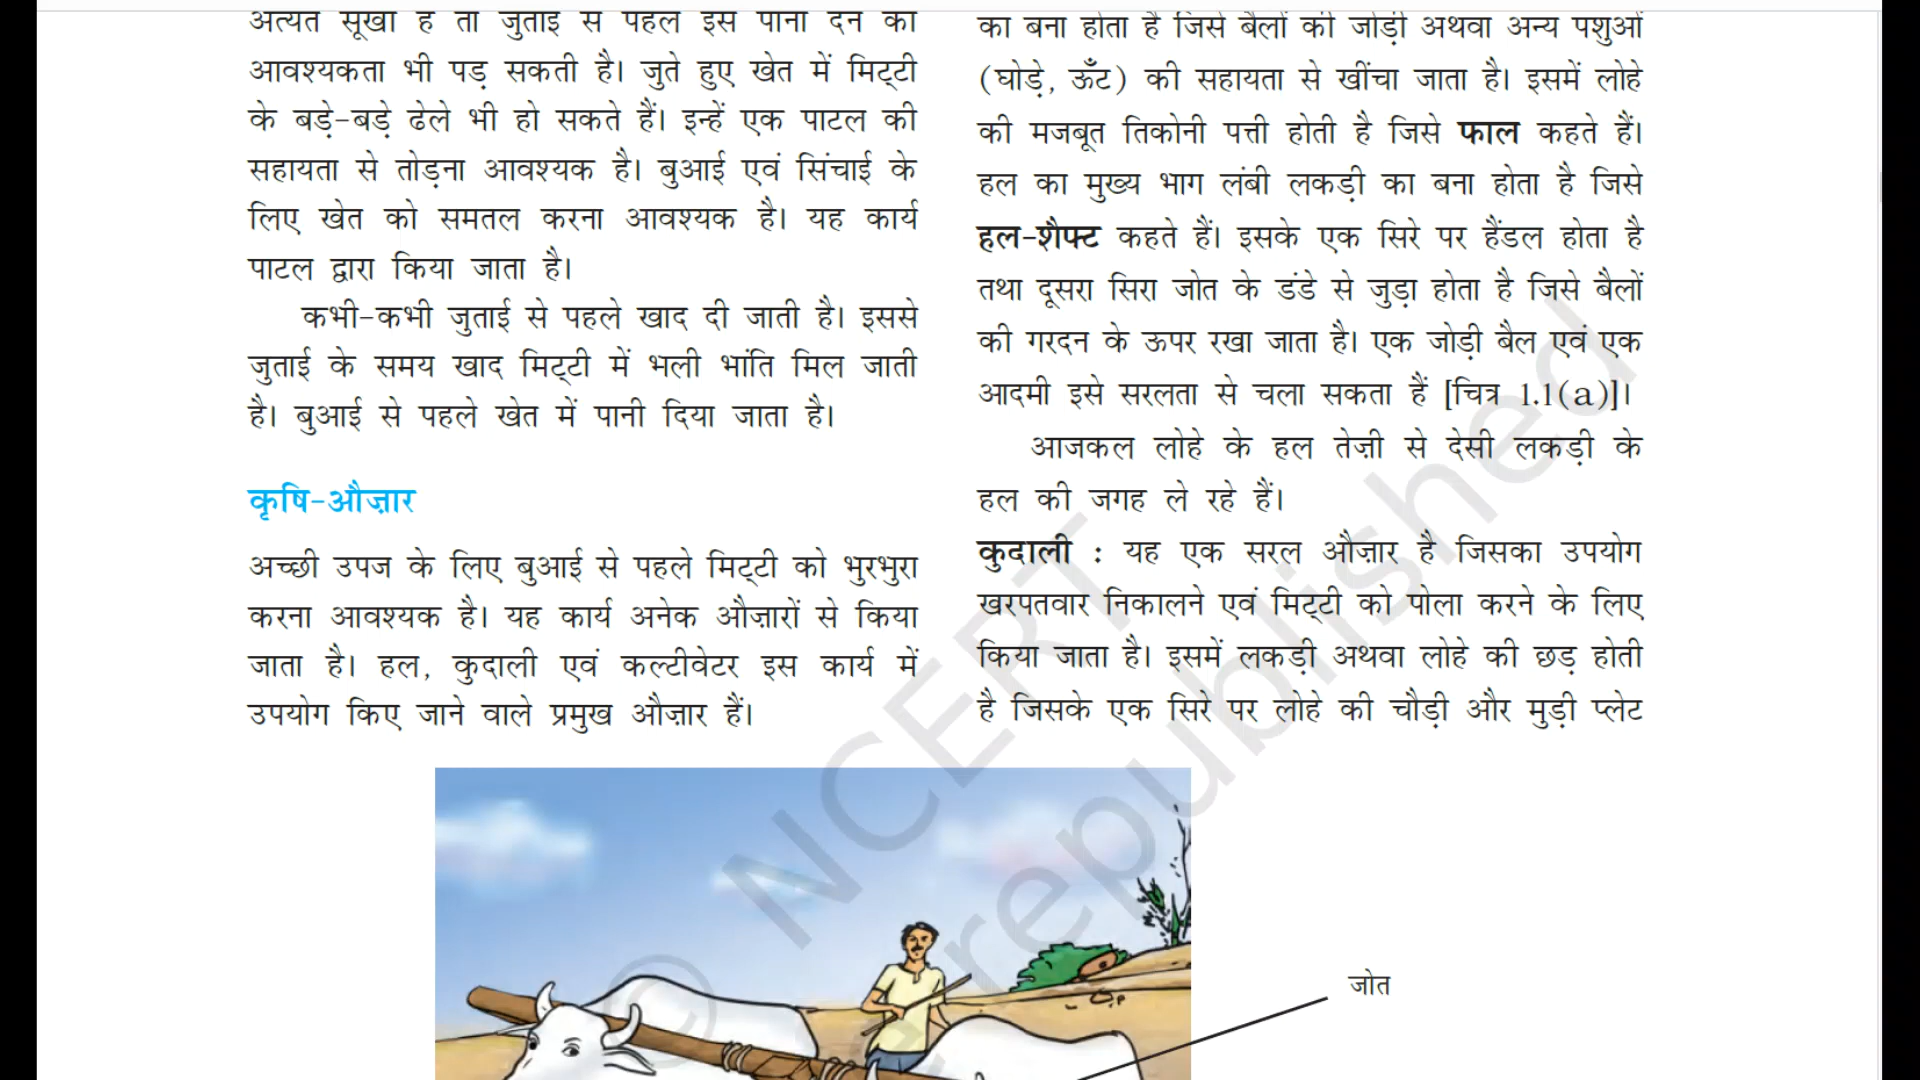 अत्यंत सूखी है तो जुताई से पहले इसे पानी देने की
आवश्यकता भी पड़ सकती है। जुते हुए खेत में मिट्टी
के बड़े-बड़े ढेले भी हो सकते हैं। इन्हें एक पाटल की
सहायता से तोड़ना आवश्यक है। बुआई एवं सिंचाई के
लिए खेत को समतल करना आवश्यक है। यह कार्य
पाटल द्वारा किया जाता है।
कभी-कभी जुताई से पहले खाद दी जाती है। इससे
जुताई के समय खाद मिट्टी में भली भांति मिल जाती
है। बुआई से पहले खेत में पानी दिया जाता है।
कृषि-औज़ार
अच्छी उपज के लिए बुआई से पहले मिट्टी को भुरभुरा
करना आवश्यक है। यह कार्य अनेक औज़ारों से किया
जाता है। हल, कुदाली एवं कल्टीवेटर इस कार्य में
उपयोग किए जाने वाले प्रमुख औज़ार हैं।
का बना होता है जिसे बैलों की जोड़ी अथवा अन्य पशुओं
(घोड़े, ऊँट) की सहायता से खींचा जाता है। इसमें लोहे
की मजबूत तिकोनी पत्ती होती है जिसे फाल कहते हैं।
हल का मुख्य भाग लंबी लकड़ी का बना होता है जिसे
हल-शैफ्ट कहते हैं। इसके एक सिरे पर हैंडल होता है
तथा दूसरा सिरा जोत के डंडे से जुड़ा होता है जिसे बैलों
की गरदन के ऊपर रखा जाता है। एक जोड़ी बैल एवं एक
आदमी इसे सरलता से चला सकता हैं [चित्र 1.1(a)]।
आजकल लोहे के हल तेज़ी से देसी लकड़ी के
हल की जगह ले रहे हैं।
कुदाली : यह एक सरल औज़ार है जिसका उपयोग
खरपतवार निकालने एवं मिट्टी को पोला करने के लिए
किया जाता है। इसमें लकड़ी अथवा लोहे की छड़ होती
है जिसके एक सिरे पर लोहे की चौड़ी और मुड़ी प्लेट
जोत
© NCERT
republished